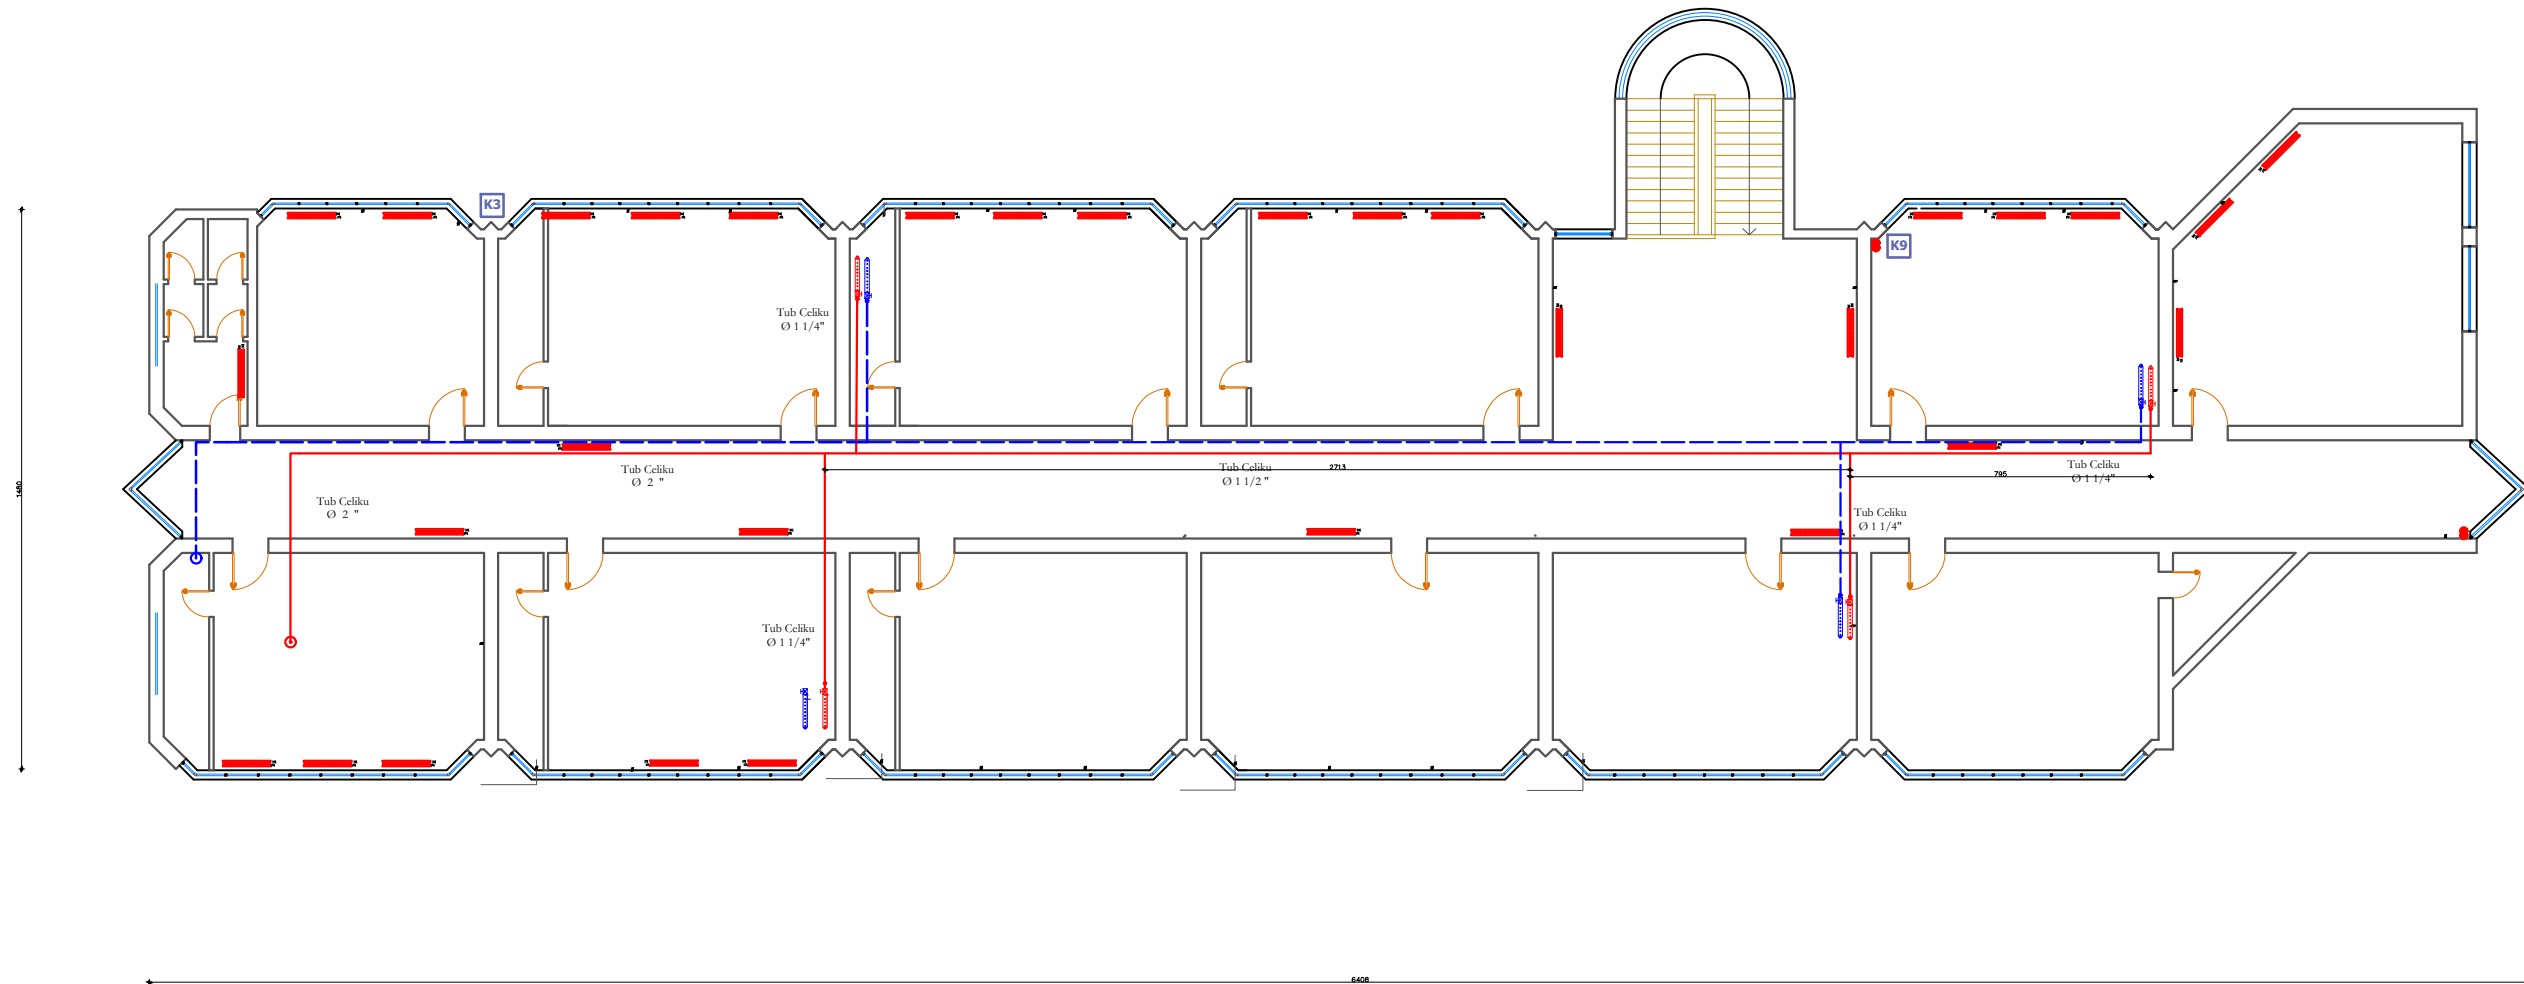 K3
K9
Tub Celiku
Ø 1 1/4"
Tub Celiku
Ø 2 "
Tub Celiku
Ø 1 1/2 "
2713
Tub Celiku
Ø 1 1/4"
795
Tub Celiku
Ø 2 "
Tub Celiku
Ø 1 1/4"
1480
Tub Celiku
Ø 1 1/4"
6408